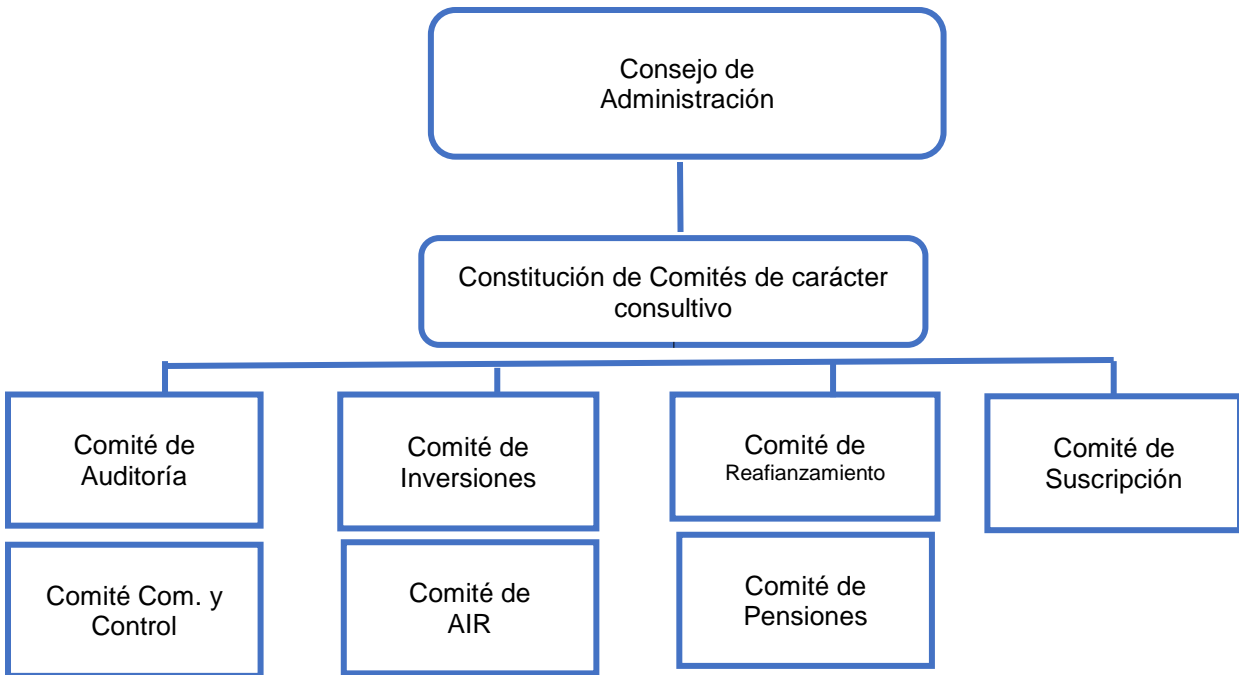 Consejo de
Administración
Constitución de Comités de carácter
consultivo
Comité de
Auditoría
Comité de
Inversiones
Comité de
Reafianzamiento
Comité de
Suscripción
Comité Com. y
Control
Comité de
AIR
Comité de
Pensiones